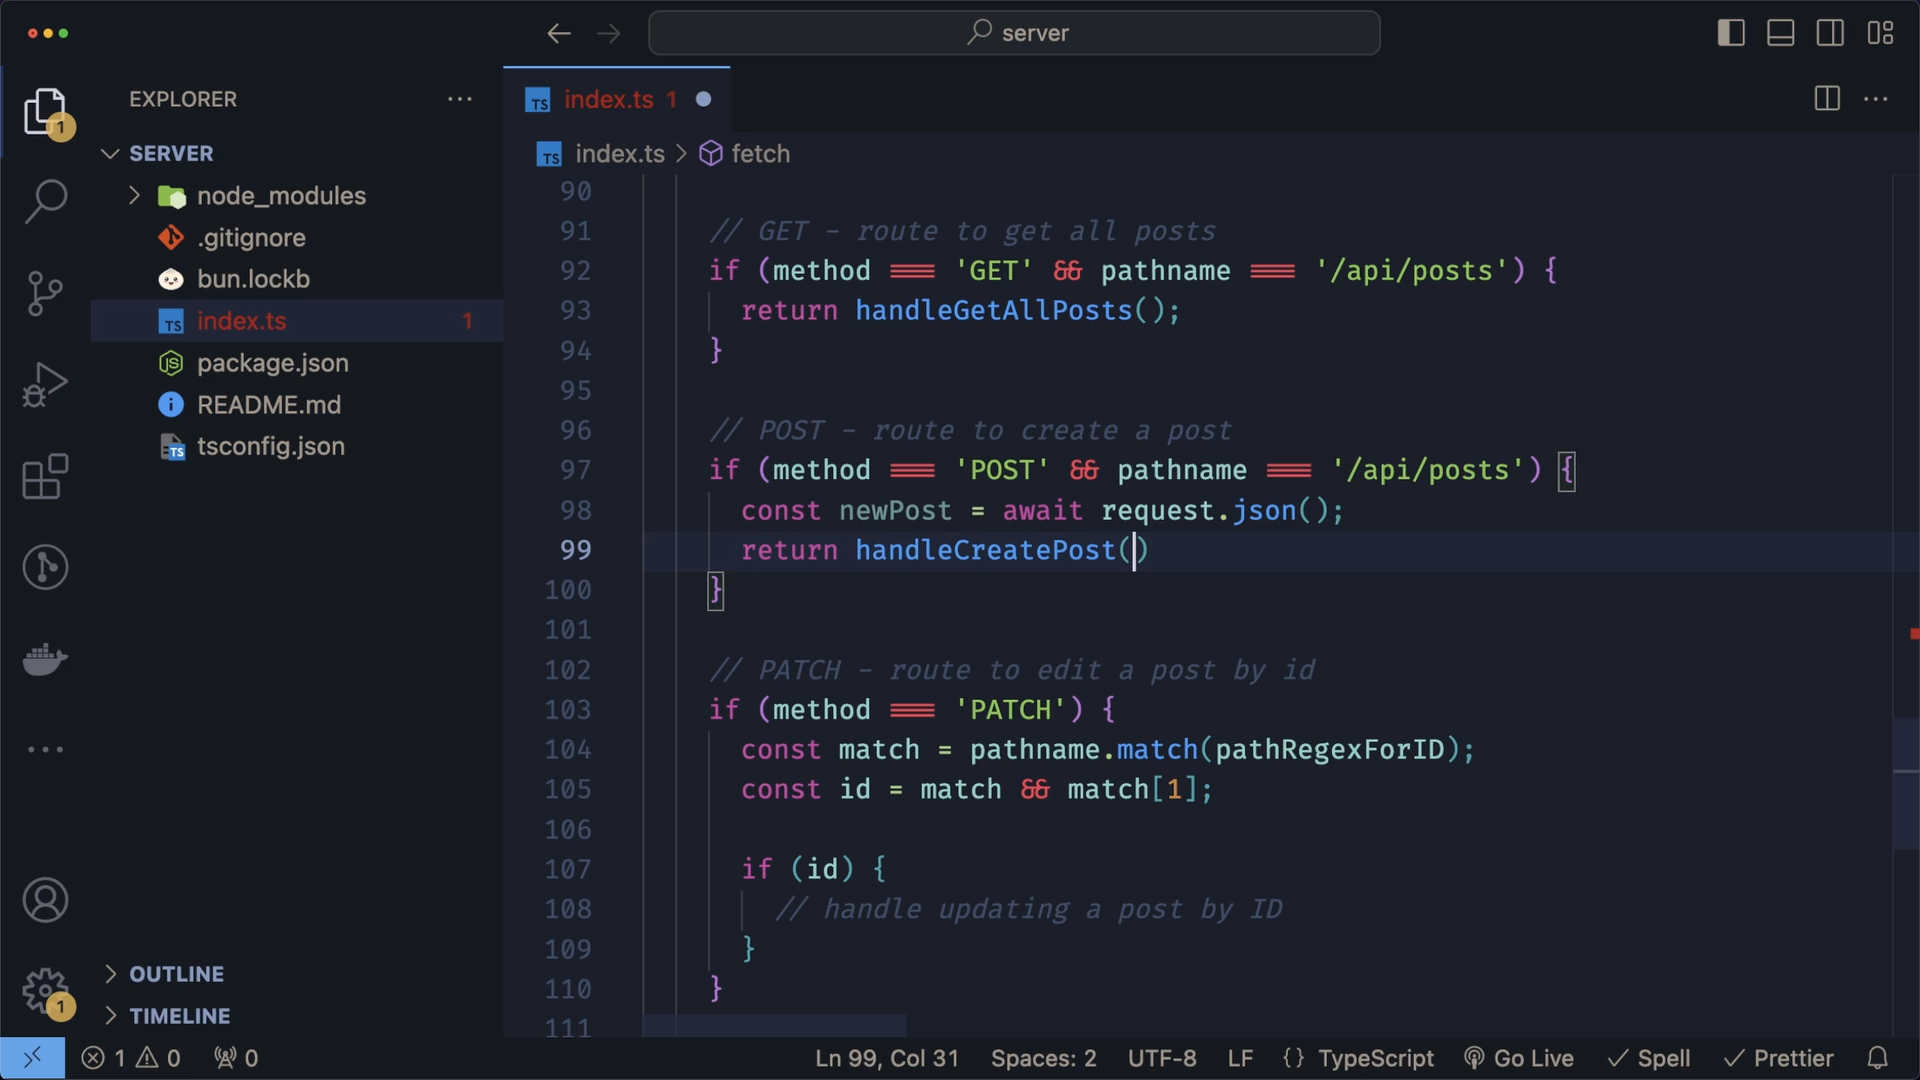 server
EXPLORER
1
SERVER
node_modules
.gitignore
bun.lockb
TS index.ts 1
package.json
README.md
tsconfig.json
OUTLINE
TIMELINE
1
TS index.ts 1
TS index.ts > fetch
90
91 // GET - route to get all posts
92 if (method === 'GET' && pathname === '/api/posts') {
93 return handleGetAllPosts();
94 }
95
96 // POST - route to create a post
97 if (method === 'POST' && pathname === '/api/posts') {
98 const newPost = await request.json();
99 return handleCreatePost()
100 }
101
102 // PATCH - route to edit a post by id
103 if (method === 'PATCH') {
104 const match = pathname.match(pathRegexForID);
105 const id = match && match[1];
106
107 if (id) {
108 // handle updating a post by ID
109 }
110 }
111
1 0 0 Ln 99, Col 31 Spaces: 2 UTF-8 LF {} TypeScript Go Live Spell Prettier